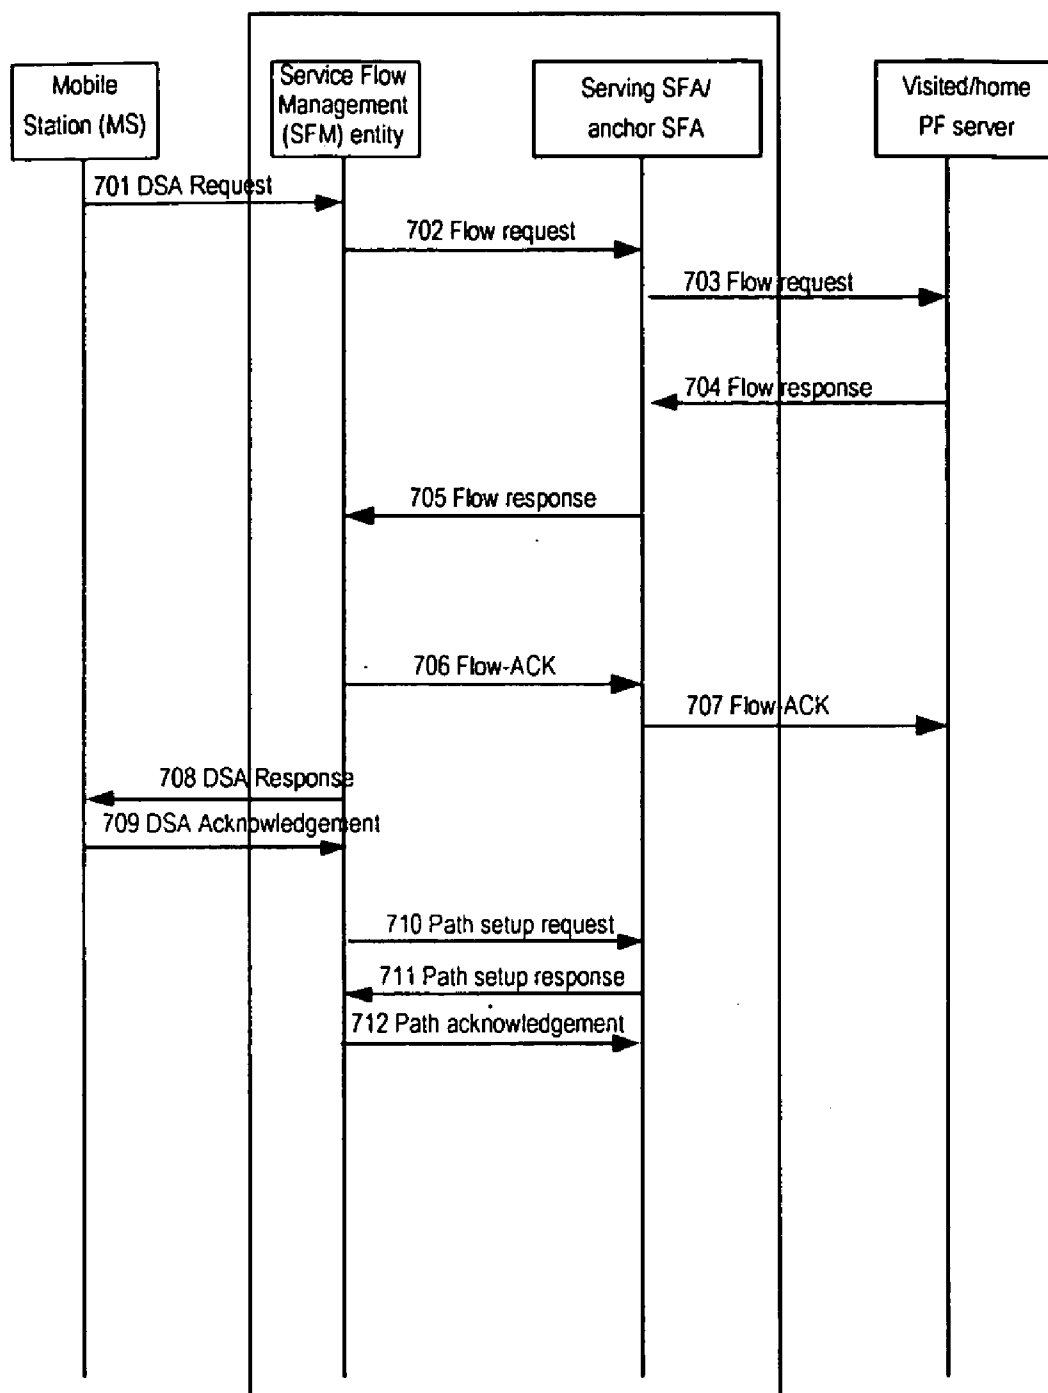 Mobile
Station (MS)
Service Flow
Management
(SFM) entity
Serving SFA/
anchor SFA
Visited/home
PF server
701 DSA Request
702 Flow request
703 Flow request
704 Flow response
705 Flow response
706 Flow-ACK
707 Flow-ACK
708 DSA Response
709 DSA Acknowledgement
710 Path setup request
711 Path setup response
712 Path acknowledgement